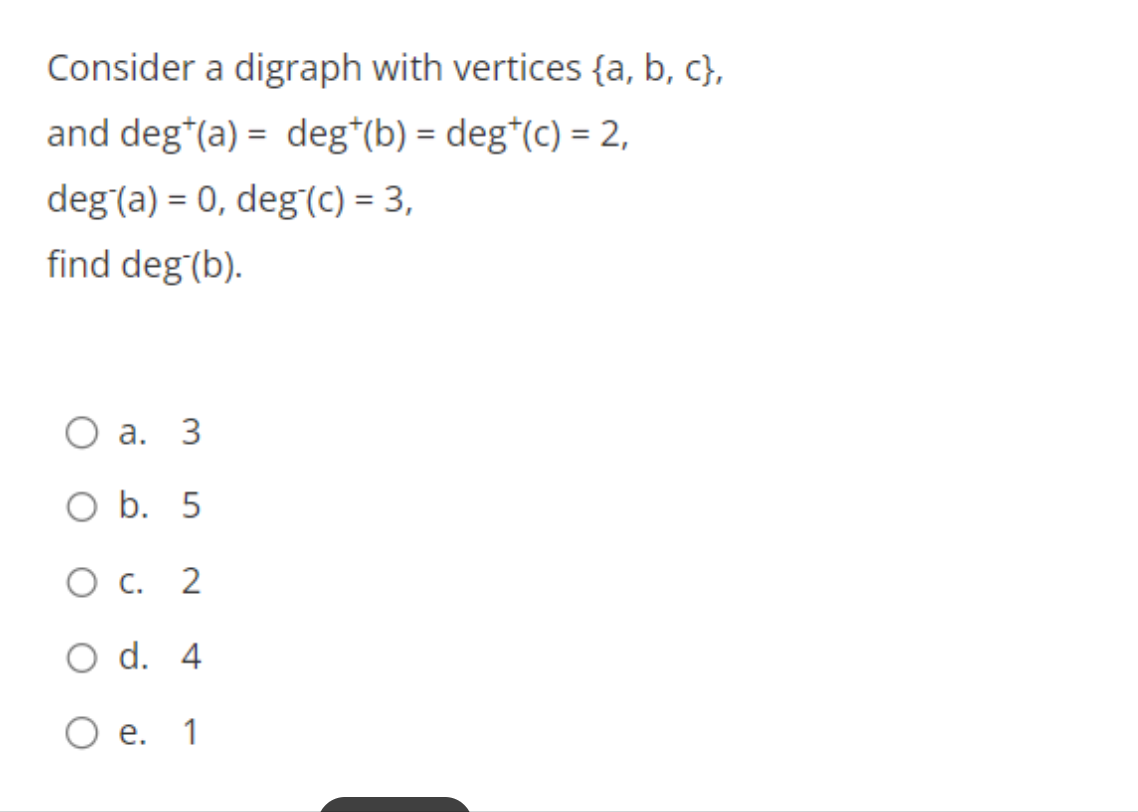 Consider a digraph with vertices {a, b, c},
and deg⁺(a) = deg⁺(b) = deg⁺(c) = 2,
deg⁻(a) = 0, deg⁻(c) = 3,
find deg⁻(b).
a. 3
b. 5
c. 2
d. 4
e. 1